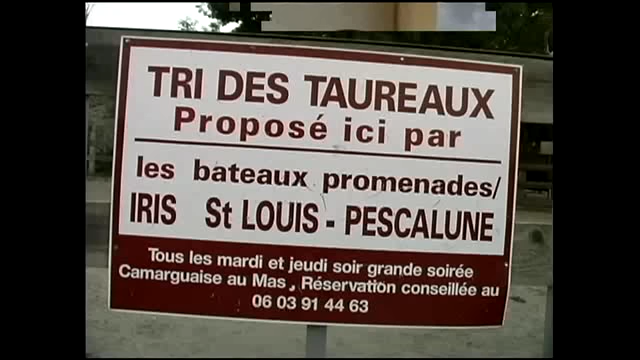 TRI DES TAUREAUX
Proposé ici par
les bateaux promenades/
IRIS St LOUIS - PESCALUNE
Tous les mardi et jeudi soir grande soirée
Camarguaise au Mas, Réservation conseillée au
06 03 91 44 63